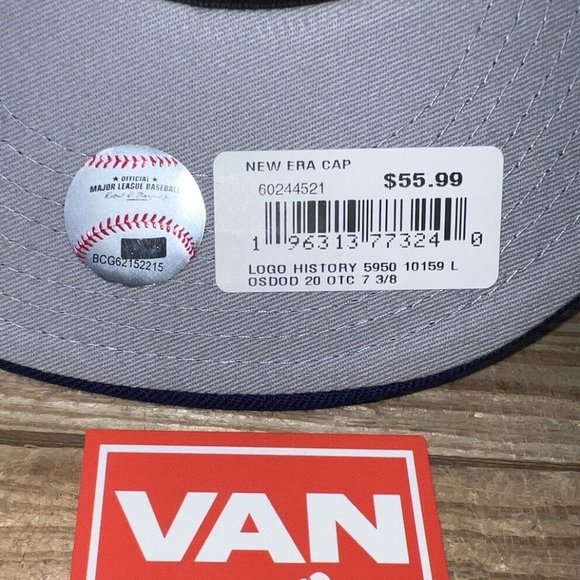 ★ OFFICIAL ★
MAJOR LEAGUE BASEBALL
BCG62152215
NEW ERA CAP
60244521
$55.99
1 96313 77324 0
LOGO HISTORY 5950 10159 L
OSDOD 20 OTC 7 3/8
VAN